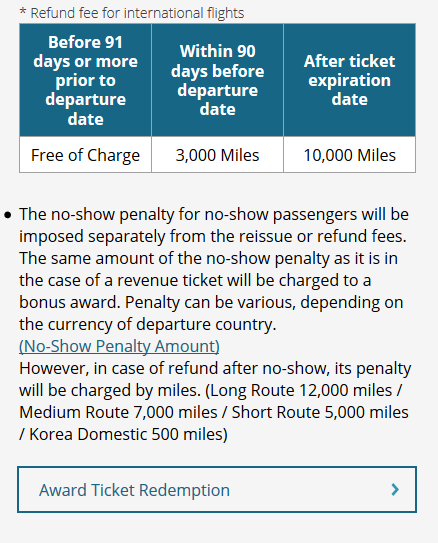 * Refund fee for international flights
Before 91
days or more
prior to
departure
date
Within 90
days before
departure
date
After ticket
expiration
date
Free of Charge
3,000 Miles
10,000 Miles
• The no-show penalty for no-show passengers will be
imposed separately from the reissue or refund fees.
The same amount of the no-show penalty as it is in
the case of a revenue ticket will be charged to a
bonus award. Penalty can be various, depending on
the currency of departure country.
(No-Show Penalty Amount)
However, in case of refund after no-show, its penalty
will be charged by miles. (Long Route 12,000 miles /
Medium Route 7,000 miles / Short Route 5,000 miles
/ Korea Domestic 500 miles)
Award Ticket Redemption